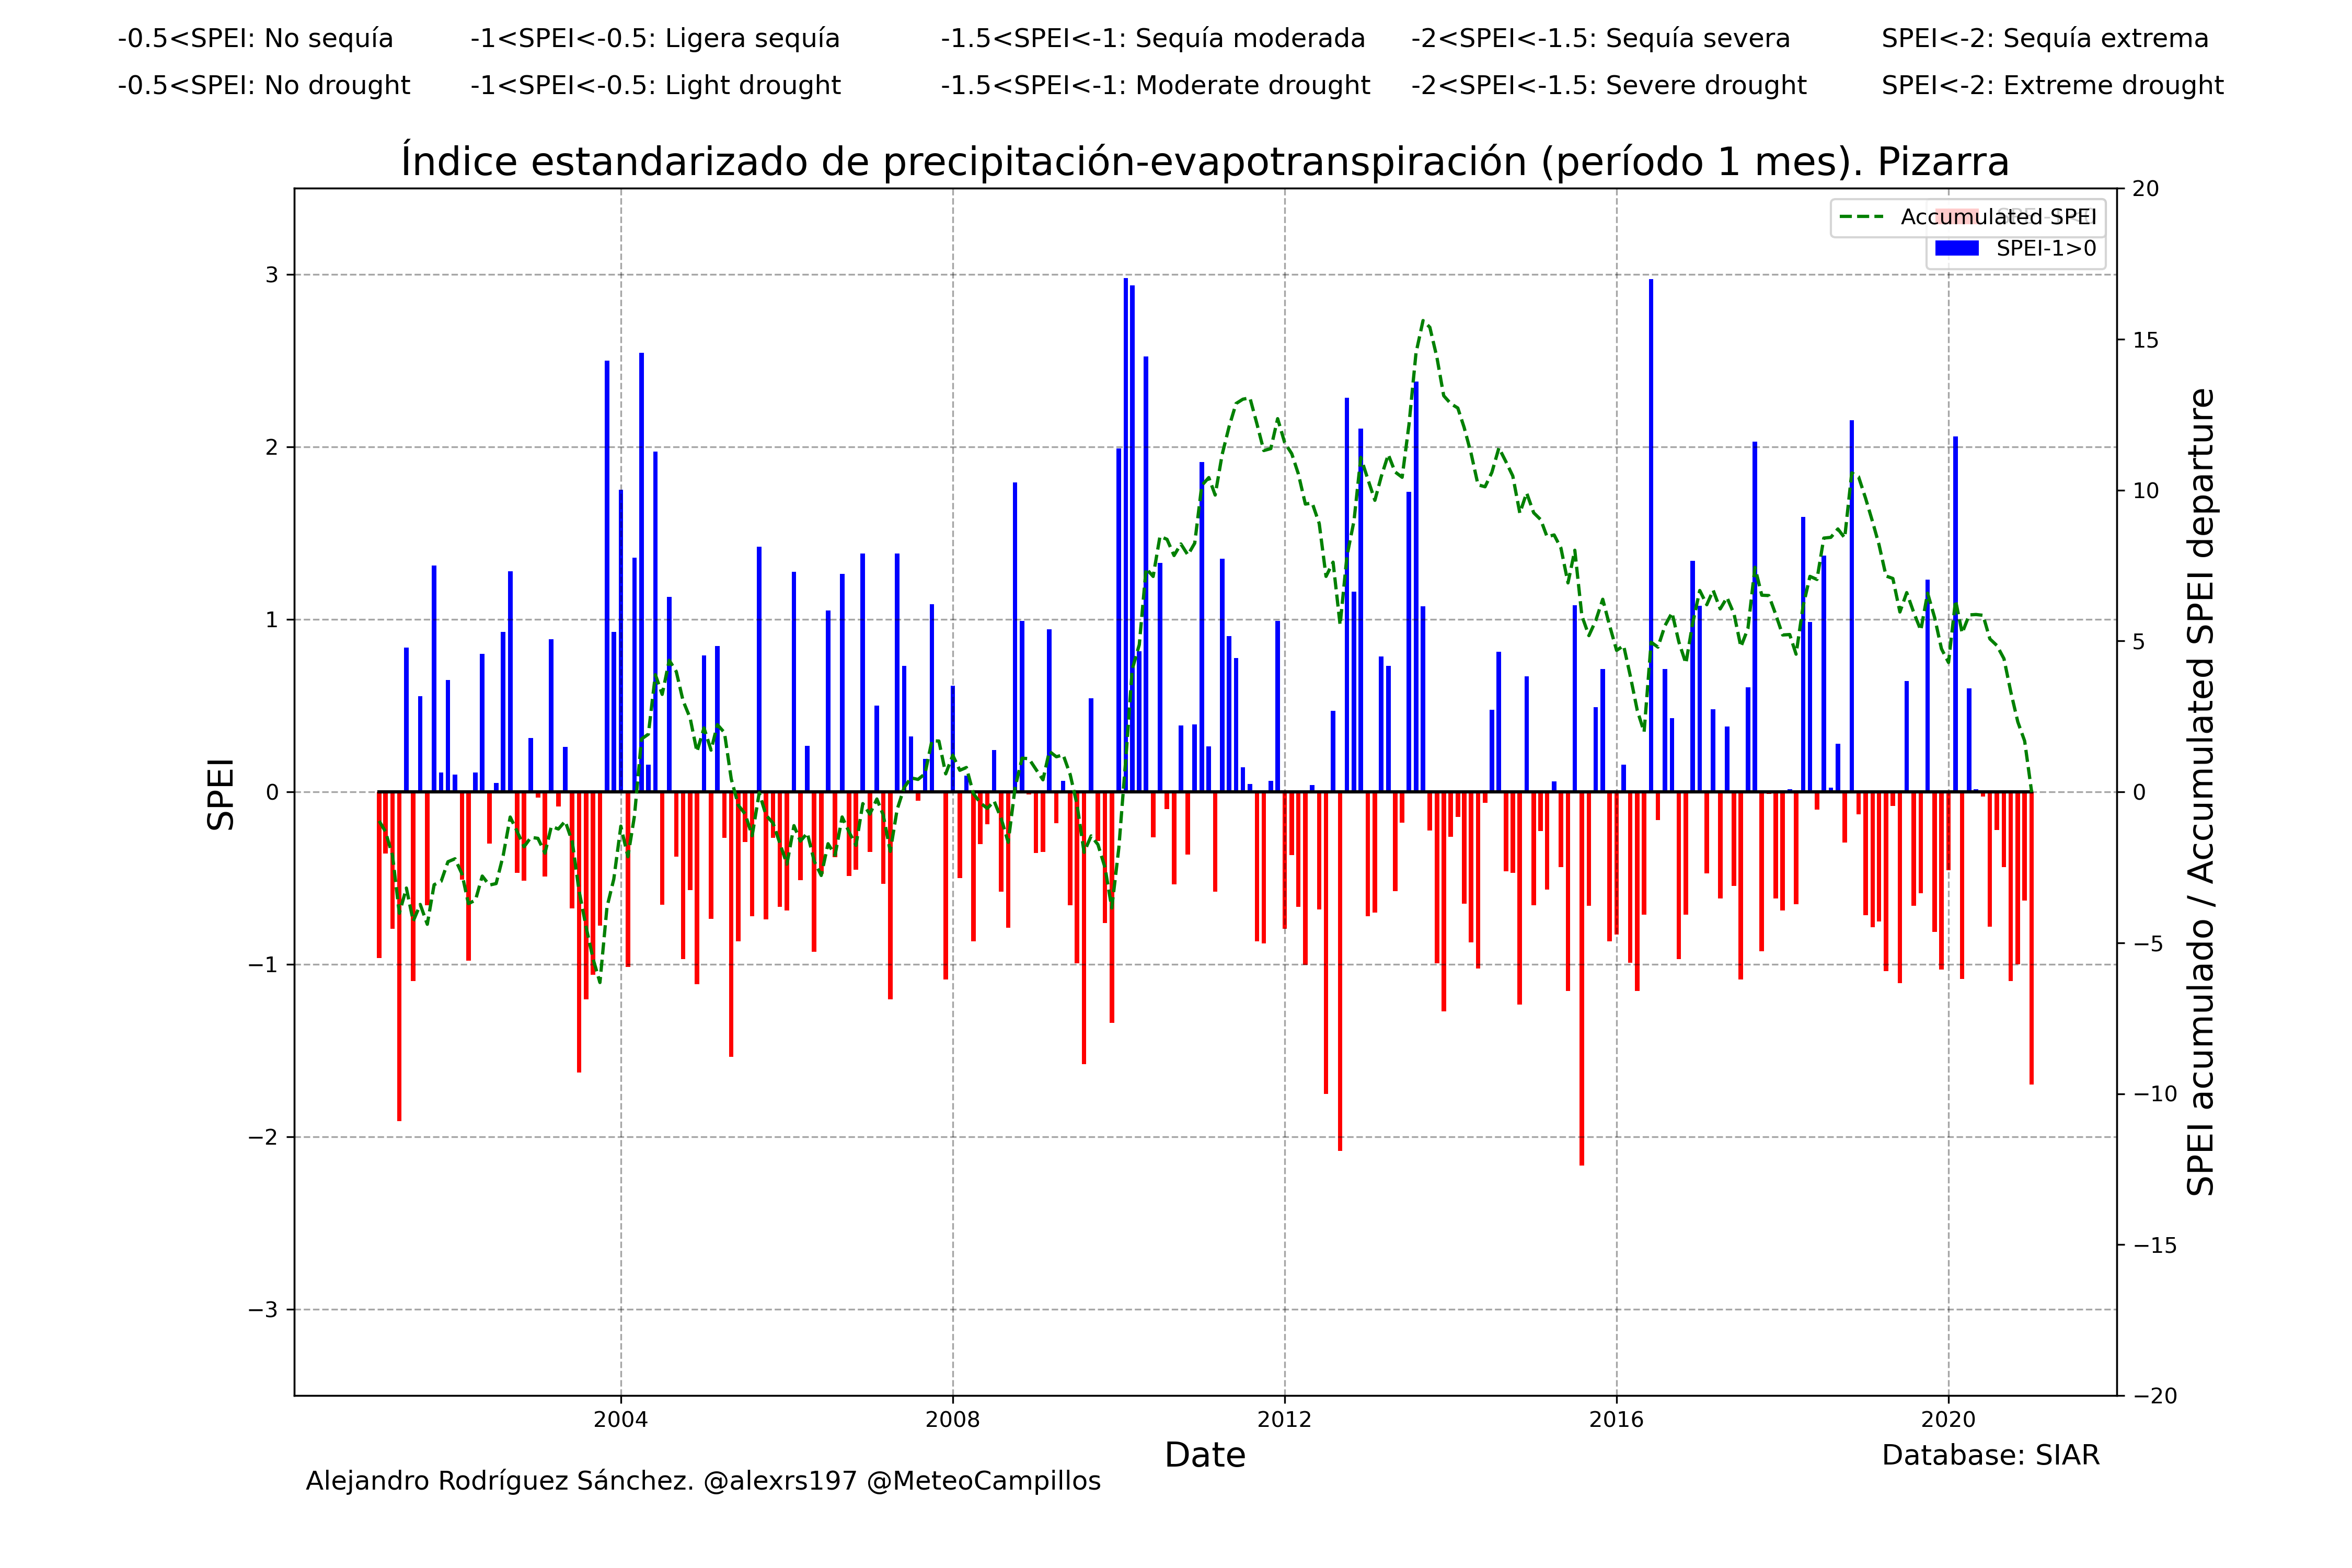 -0.5<SPEI: No sequía -1<SPEI<-0.5: Ligera sequía -1.5<SPEI<-1: Sequía moderada -2<SPEI<-1.5: Sequía severa SPEI<-2: Sequía extrema
-0.5<SPEI: No drought -1<SPEI<-0.5: Light drought -1.5<SPEI<-1: Moderate drought -2<SPEI<-1.5: Severe drought SPEI<-2: Extreme drought
Índice estandarizado de precipitación-evapotranspiración (período 1 mes). Pizarra
Accumulated SPEI
SPEI-1>0
SPEI
3
2
1
0
−1
−2
−3
20
15
10
5
0
−5
−10
−15
−20
SPEI acumulado / Accumulated SPEI departure
2004 2008 2012 2016 2020
Date
Database: SIAR
Alejandro Rodríguez Sánchez. @alexrs197 @MeteoCampillos